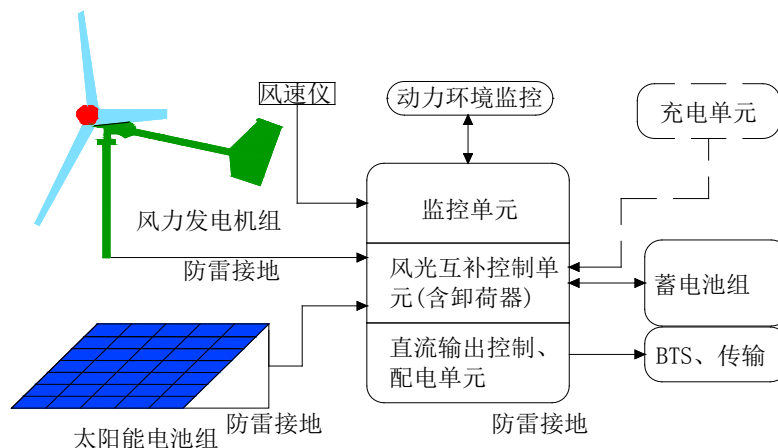 风速仪
动力环境监控
充电单元
监控单元
风力发电机组
防雷接地
风光互补控制单
元(含卸荷器)
蓄电池组
直流输出控制、
配电单元
BTS、传输
防雷接地
防雷接地
太阳能电池组